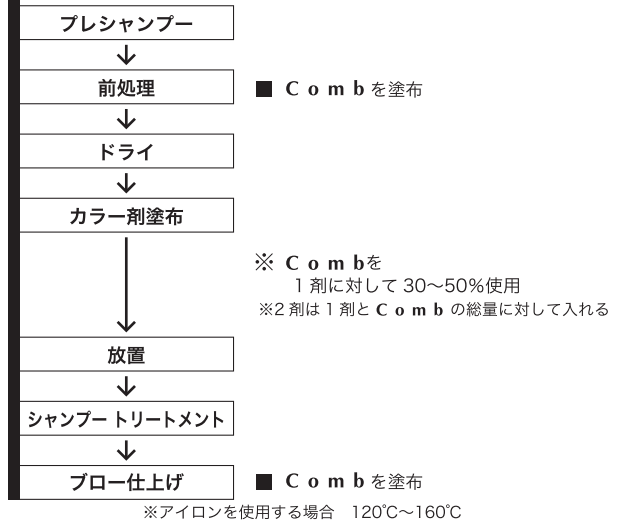 プレシャンプー
↓
前処理
■ Combを塗布
↓
ドライ
↓
カラー剤塗布
↓
※ Combを
1剤に対して30〜50%使用
※2剤は1剤とCombの総量に対して入れる
放置
↓
シャンプー トリートメント
↓
ブロー仕上げ
■ Combを塗布
※アイロンを使用する場合　120℃〜160℃